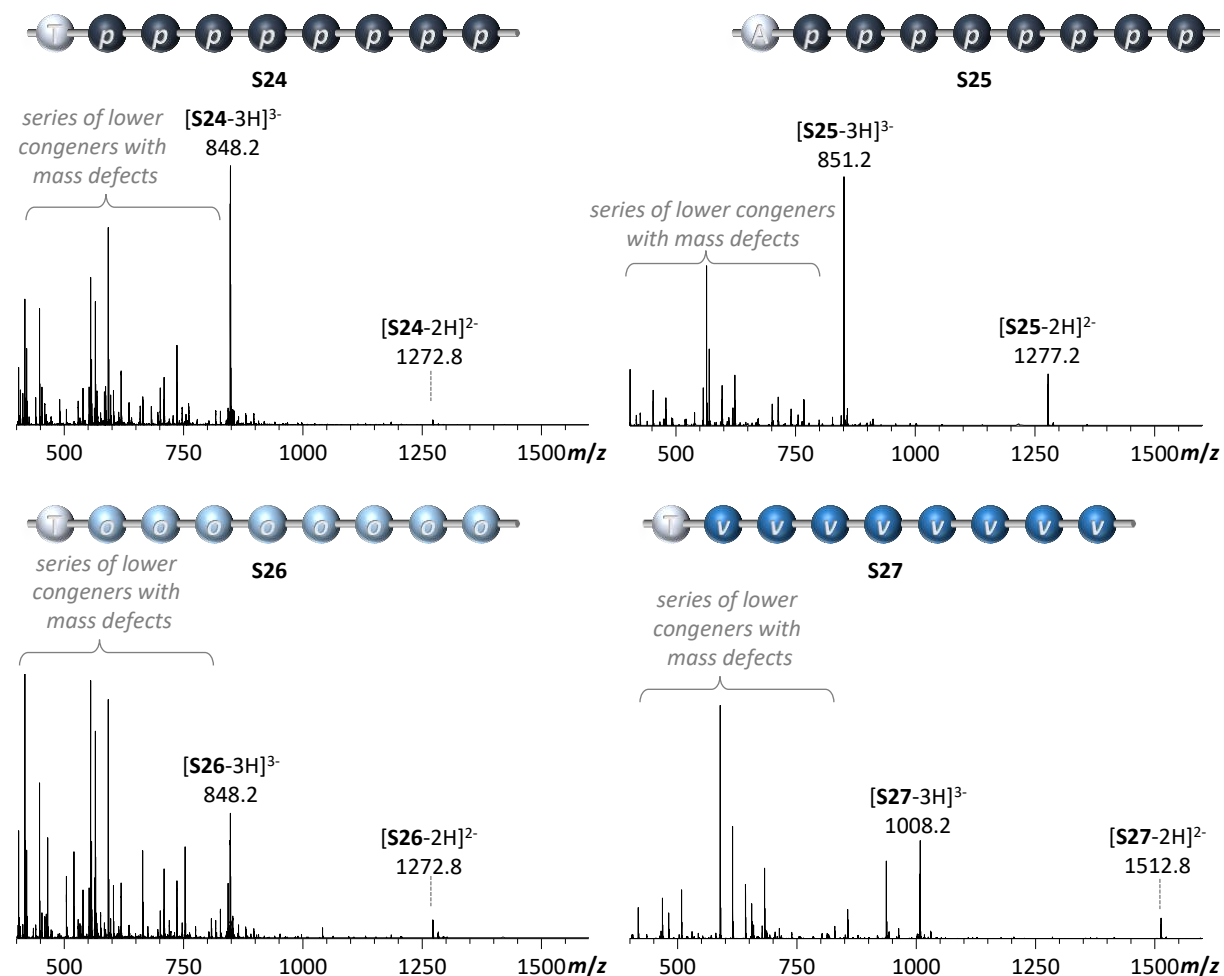 T p p p p p p p p
S24
series of lower
congeners with
mass defects
[S24-3H]3-
848.2
[S24-2H]2-
1272.8
500 750 1000 1250 1500 m/z
A p p p p p p p p
S25
[S25-3H]3-
851.2
series of lower congeners
with mass defects
[S25-2H]2-
1277.2
500 750 1000 1250 1500 m/z
T o o o o o o o o
S26
series of lower
congeners with
mass defects
[S26-3H]3-
848.2
[S26-2H]2-
1272.8
500 750 1000 1250 1500 m/z
T v v v v v v v v
S27
series of lower
congeners with
mass defects
[S27-3H]3-
1008.2
[S27-2H]2-
1512.8
500 750 1000 1250 1500 m/z